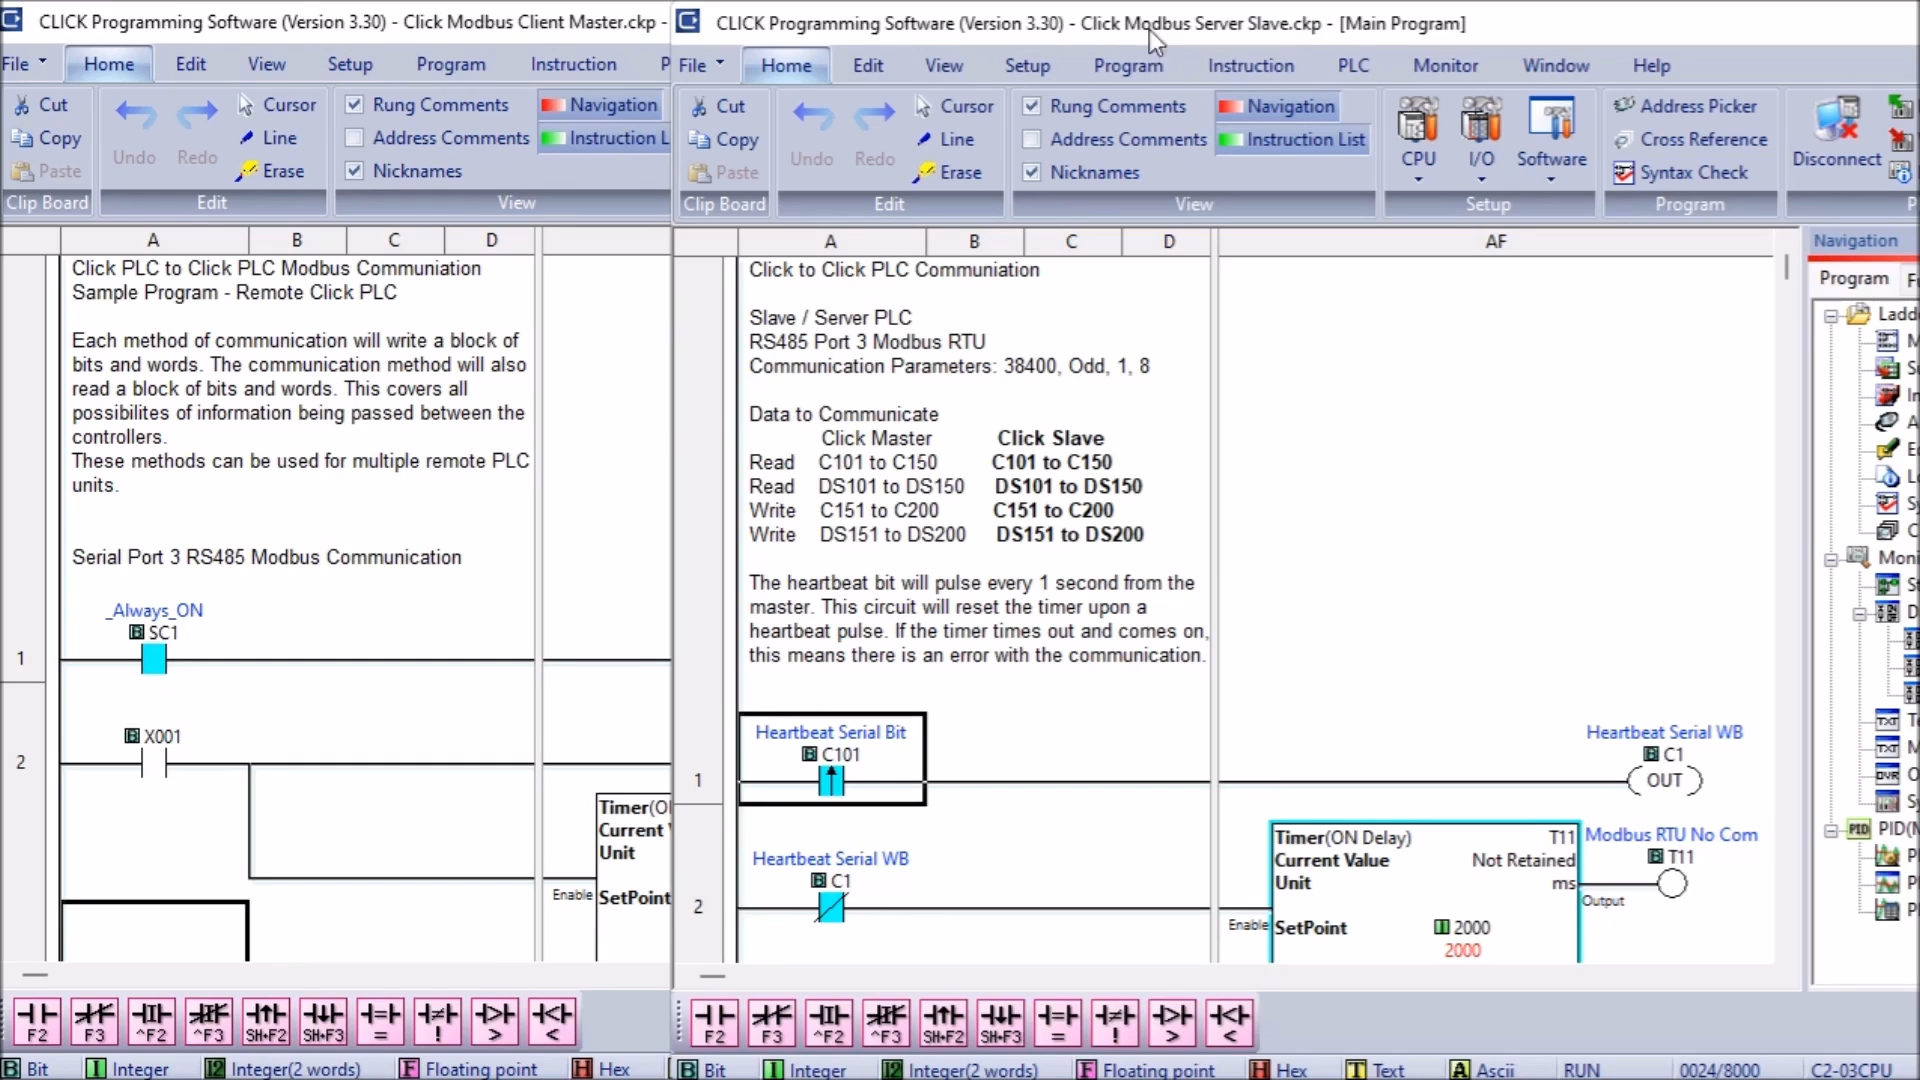 CLICK Programming Software (Version 3.30) - Click Modbus Client Master.ckp -
File Home Edit View Setup Program Instruction P
Cut
Copy
Paste
Clip Board
Undo Redo
Cursor
Line
Erase
Edit
Rung Comments
Address Comments
Nicknames
Navigation
Instruction L
View
A B C D
Click PLC to Click PLC Modbus Communiation
Sample Program - Remote Click PLC
Each method of communication will write a block of
bits and words. The communication method will also
read a block of bits and words. This covers all
possibilites of information being passed between the
controllers.
These methods can be used for multiple remote PLC
units.
Serial Port 3 RS485 Modbus Communication
_Always_ON
B SC1
1
B X001
2
Timer(O
Current
Unit
Enable SetPoint
F2 F3 ^F2 ^F3 SH+F2 SH+F3 = ! > <
B Bit I Integer I2 Integer(2 words) F Floating point H Hex
CLICK Programming Software (Version 3.30) - Click Modbus Server Slave.ckp - [Main Program]
File Home Edit View Setup Program Instruction PLC Monitor Window Help
Cut
Copy
Paste
Clip Board
Undo Redo
Cursor
Line
Erase
Edit
Rung Comments
Address Comments
Nicknames
Navigation
Instruction List
View
CPU I/O Software
Setup
Address Picker
Cross Reference
Syntax Check
Program
Disconnect
P
A B C D AF
Click to Click PLC Communiation
Slave / Server PLC
RS485 Port 3 Modbus RTU
Communication Parameters: 38400, Odd, 1, 8
Data to Communicate
Click Master Click Slave
Read C101 to C150 C101 to C150
Read DS101 to DS150 DS101 to DS150
Write C151 to C200 C151 to C200
Write DS151 to DS200 DS151 to DS200
The heartbeat bit will pulse every 1 second from the
master. This circuit will reset the timer upon a
heartbeat pulse. If the timer times out and comes on,
this means there is an error with the communication.
Heartbeat Serial Bit
B C101
1
Heartbeat Serial WB
B C1
OUT
Heartbeat Serial WB
B C1
2
Timer(ON Delay) T11
Current Value Not Retained
Unit ms
Enable SetPoint I 2000
2000
Modbus RTU No Com
B T11
Output
Navigation
Program F
Ladd
M
S
In
A
E
L
S
C
Moni
S
D
T
M
O
S
PID PID(M
P
P
P
F2 F3 ^F2 ^F3 SH+F2 SH+F3 = ! > <
B Bit I Integer I2 Integer(2 words) F Floating point H Hex T Text A Ascii RUN 0024/8000 C2-03CPU